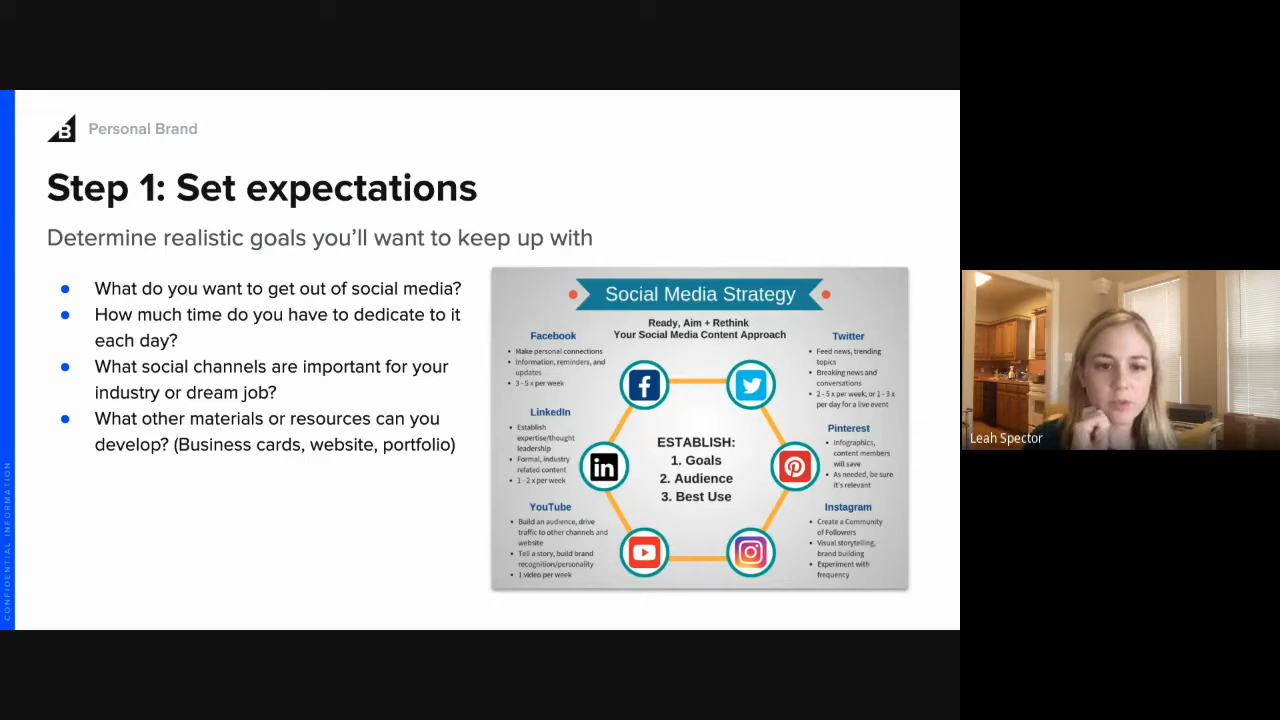 B Personal Brand
Step 1: Set expectations
Determine realistic goals you'll want to keep up with
What do you want to get out of social media?
How much time do you have to dedicate to it
each day?
What social channels are important for your
industry or dream job?
What other materials or resources can you
develop? (Business cards, website, portfolio)
Social Media Strategy
Ready, Aim + Rethink
Your Social Media Content Approach
Facebook
Make personal connections
Information, reminders, and
updates
3 - 5 x per week
LinkedIn
Establish
expertise/thought
leadership
Formal, industry
related content
1 - 2 x per week
YouTube
Build an audience, drive
traffic to other channels and
website
Tell a story, build brand
recognition/personality
1 video per week
ESTABLISH:
1. Goals
2. Audience
3. Best Use
Twitter
Feed news, trending
topics
Breaking news and
conversations
2 - 5 x per week; or 1 - 3 x
per day for a live event
Pinterest
Infographics,
content members
will save
As needed, be sure
it's relevant
Instagram
Create a Community
of Followers
Visual storytelling,
brand building
Experiment with
frequency
CONFIDENTIAL INFORMATION
Leah Spector